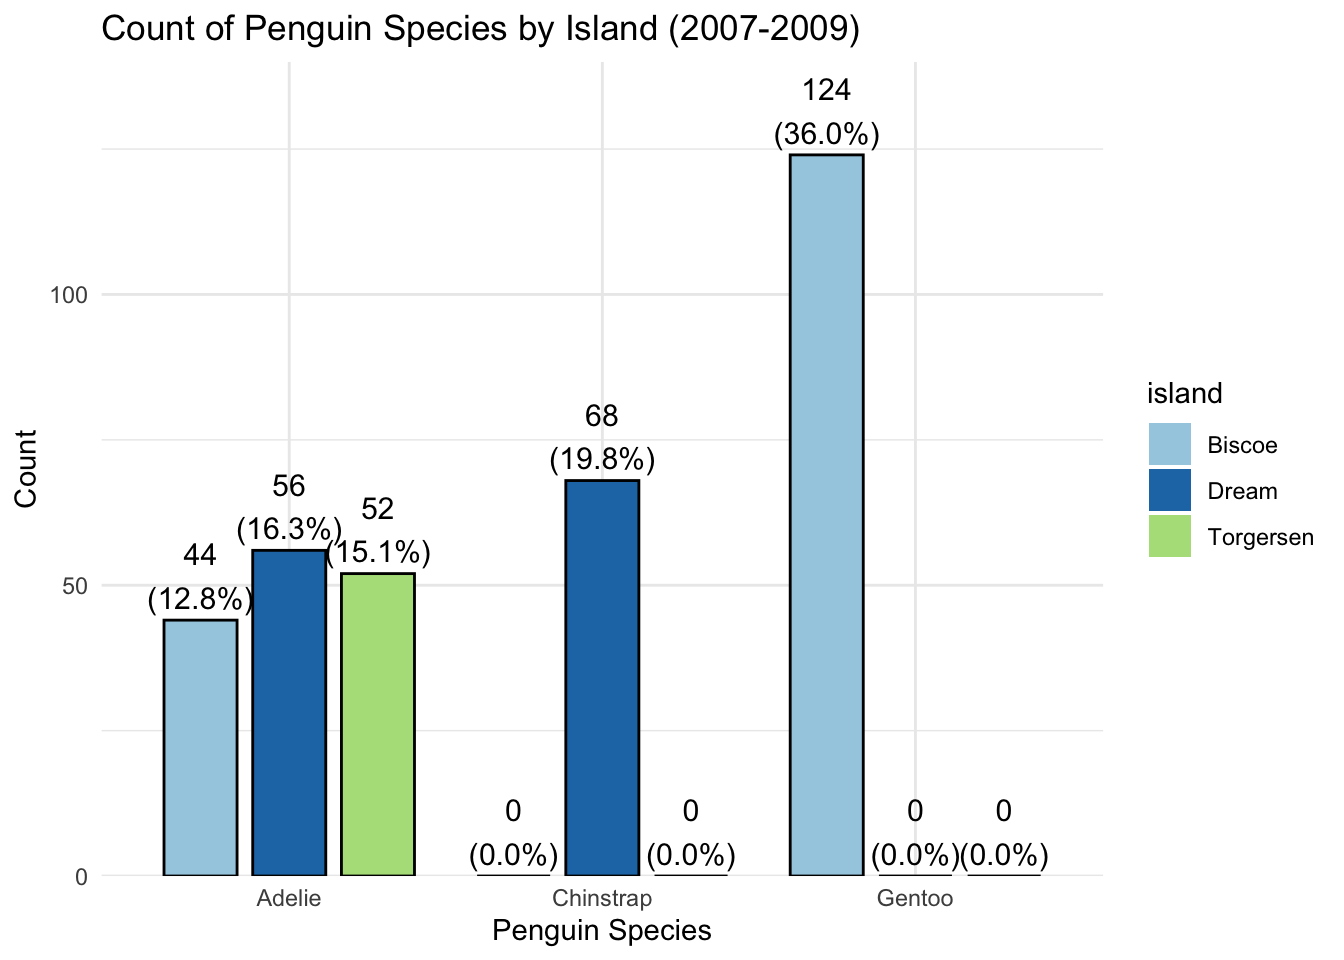 Count of Penguin Species by Island (2007-2009)
124
(36.0%)
68
(19.8%)
56
(16.3%)
52
(15.1%)
44
(12.8%)
0
(0.0%)
0
(0.0%)
0
(0.0%)
0
(0.0%)
100
50
0
Count
Adelie
Chinstrap
Gentoo
Penguin Species
island
Biscoe
Dream
Torgersen